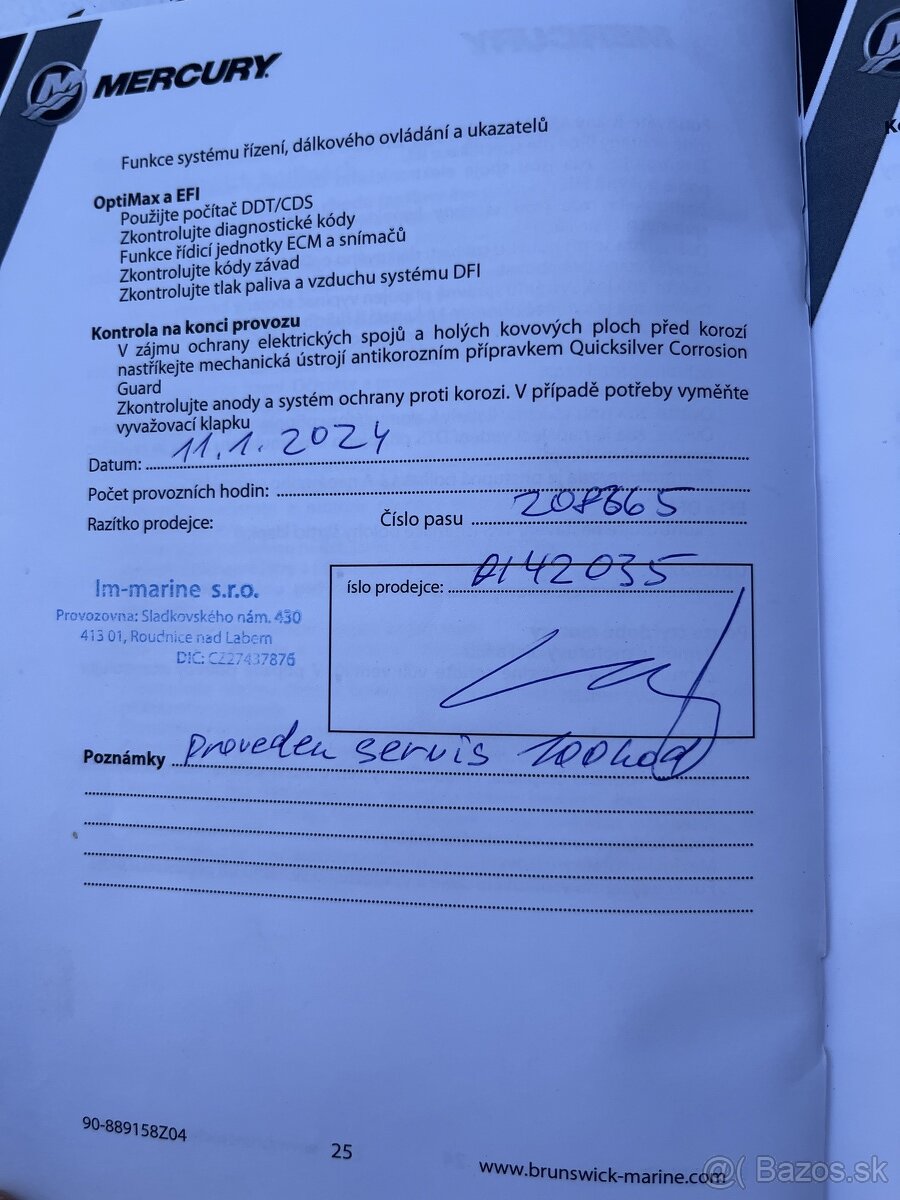 MERCURY
Funkce systému řízení, dálkového ovládání a ukazatelů
OptiMax a EFI
Použijte počítač DDT/CDS
Zkontrolujte diagnostické kódy
Funkce řídicí jednotky ECM a snímačů
Zkontrolujte kódy závad
Zkontrolujte tlak paliva a vzduchu systému DFI
Kontrola na konci provozu
V zájmu ochrany elektrických spojů a holých kovových ploch před korozí
nastříkejte mechanická ústrojí antikorozním přípravkem Quicksilver Corrosion
Guard
Zkontrolujte anody a systém ochrany proti korozi. V případě potřeby vyměňte
vyvažovací klapku
Datum: 11.1.2024
Počet provozních hodin:
Razítko prodejce: Číslo pasu 208665
íslo prodejce: 0142035
Im-marine s.r.o.
Provozovna: Sladkovského nám. 430
413 01, Roudnice nad Labem
DIC: CZ27437876
Poznámky proveden servis 100hod
90-889158Z04
25
www.brunswick-marine.com
@( Bazos.sk